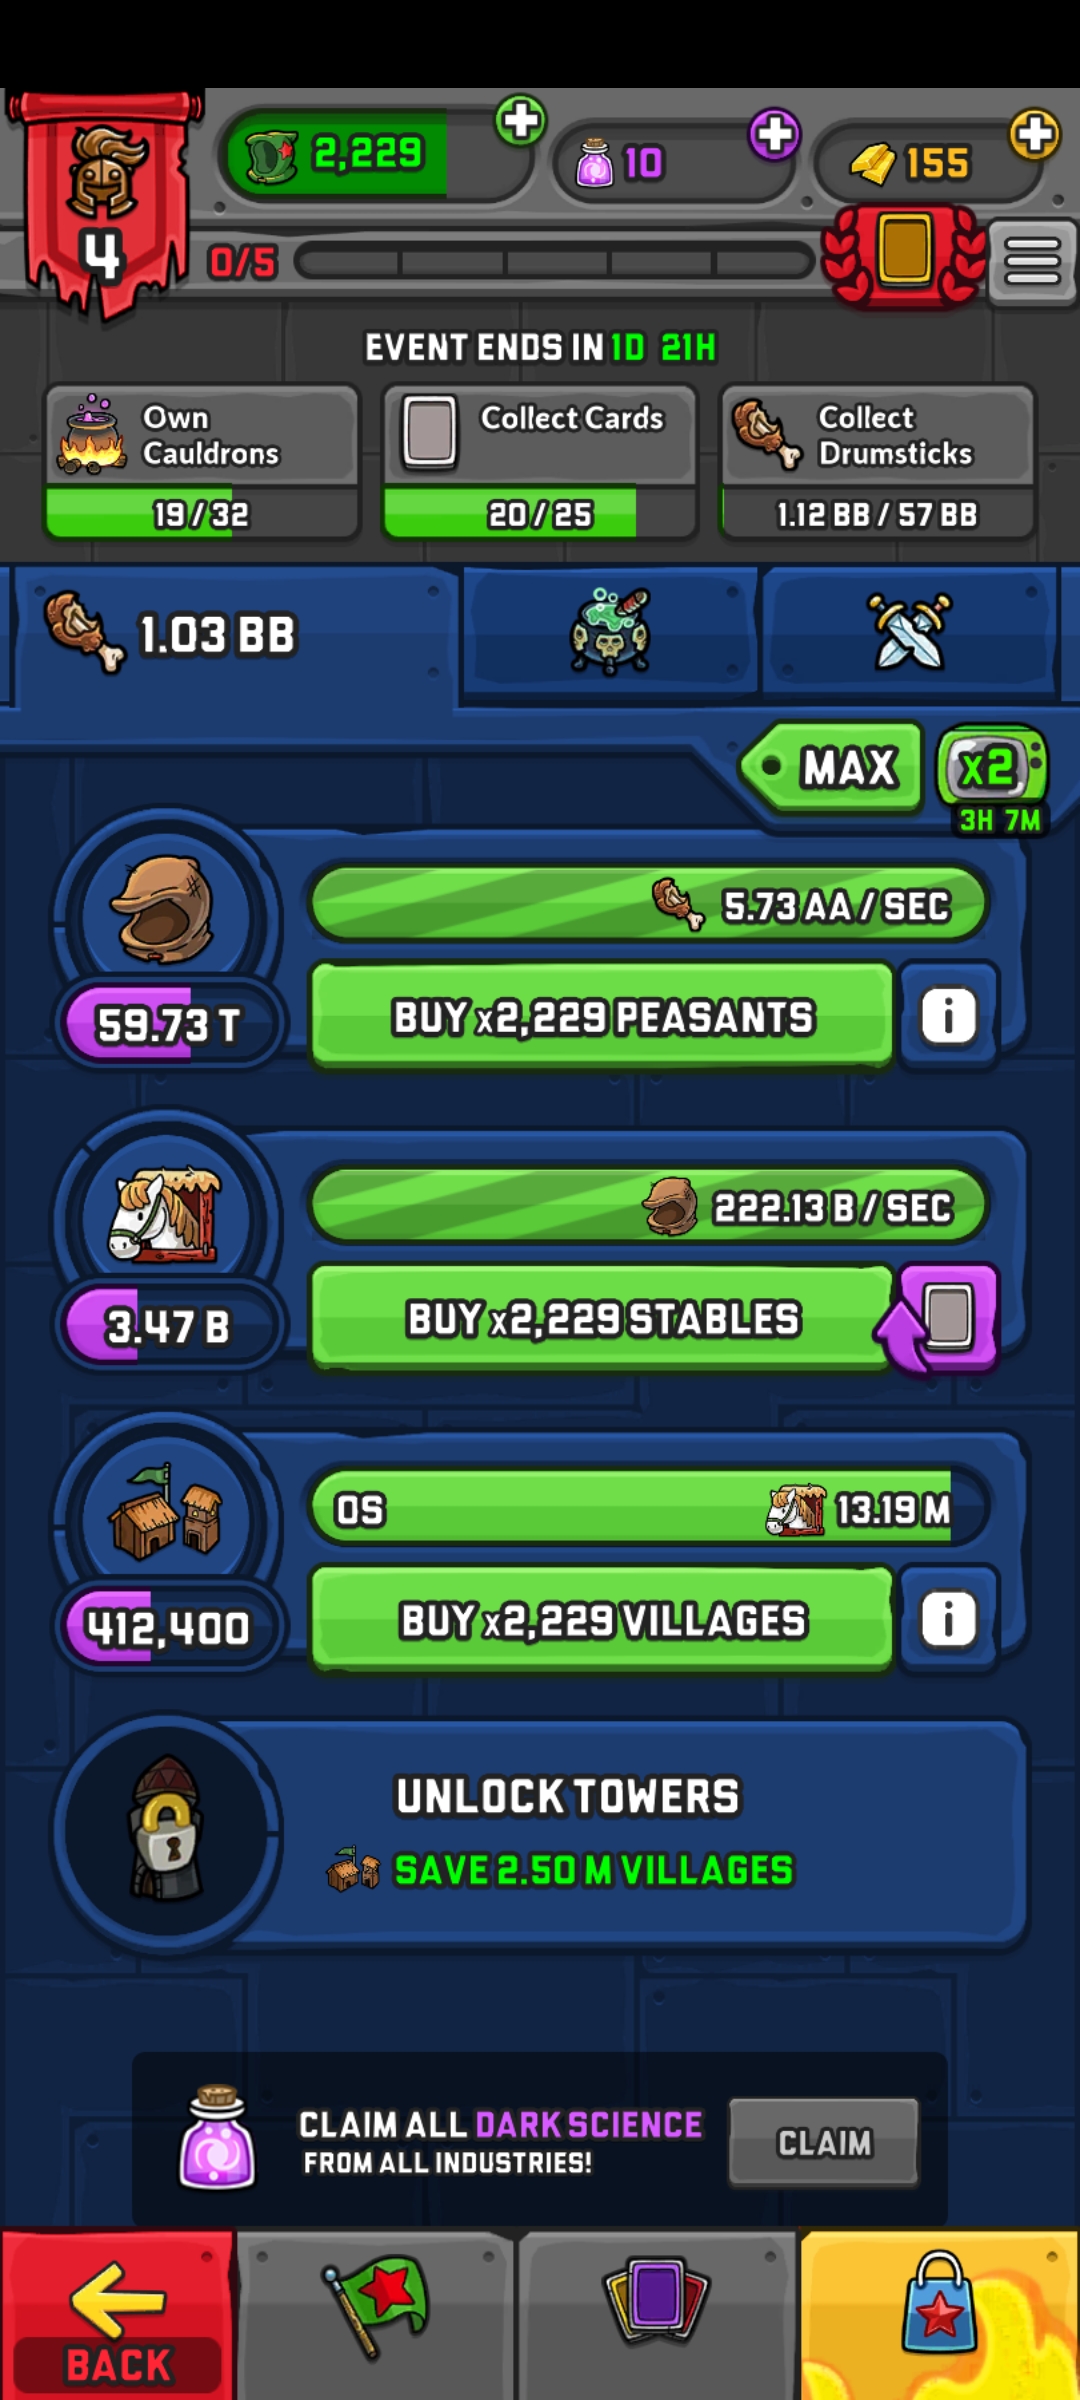 4
2,229
10
155
0/5
EVENT ENDS IN 1D 21H
Own
Cauldrons
19 / 32
Collect Cards
20 / 25
Collect
Drumsticks
1.12 BB / 57 BB
1.03 BB
MAX
x2
3H 7M
5.73 AA / SEC
59.73 T
BUY x2,229 PEASANTS
i
222.13 B / SEC
3.47 B
BUY x2,229 STABLES
0S
13.19 M
412,400
BUY x2,229 VILLAGES
i
UNLOCK TOWERS
SAVE 2.50 M VILLAGES
CLAIM ALL DARK SCIENCE
FROM ALL INDUSTRIES!
CLAIM
BACK